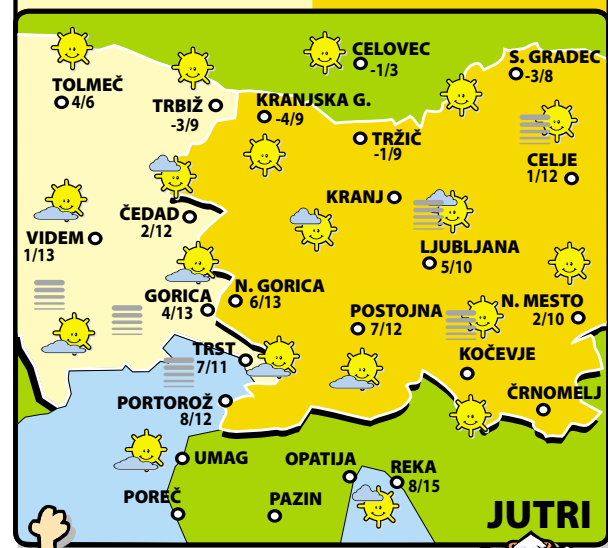 CELOVEC
-1/3
S. GRADEC
-3/8
TOLMEČ
4/6
TRBIŽ
-3/9
KRANJSKA G.
-4/9
TRŽIČ
-1/9
CELJE
1/12
KRANJ
ČEDAD
2/12
VIDEM
1/13
LJUBLJANA
5/10
GORICA
4/13
N. GORICA
6/13
POSTOJNA
7/12
N. MESTO
2/10
TRST
7/11
KOČEVJE
ČRNOMELJ
PORTOROŽ
8/12
UMAG
OPATIJA
REKA
8/15
POREČ
PAZIN
JUTRI